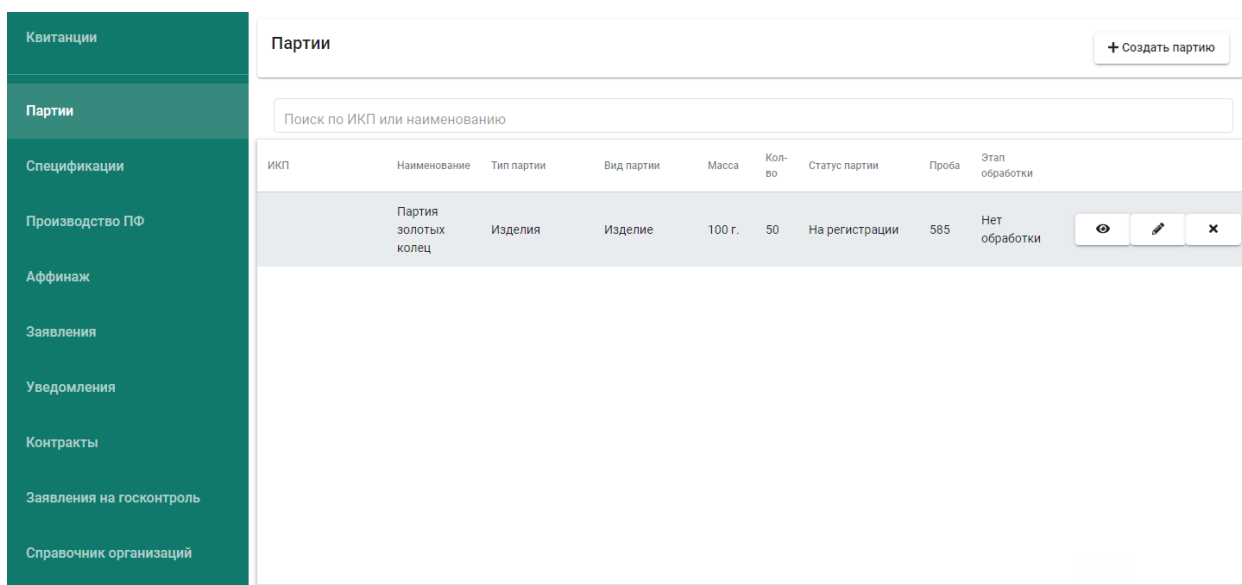 Квитанции
Партии
Спецификации
Производство ПФ
Аффинаж
Заявления
Уведомления
Контракты
Заявления на госконтроль
Справочник организаций
Партии
+ Создать партию
Поиск по ИКП или наименованию
ИКП Наименование Тип партии Вид партии Масса Кол-во Статус партии Проба Этап обработки
Партия золотых колец Изделия Изделие 100 г. 50 На регистрации 585 Нет обработки